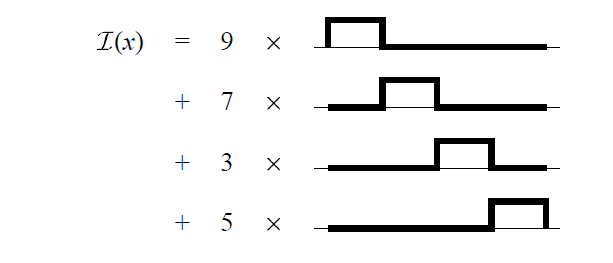 I(x) = 9 ×
+ 7 ×
+ 3 ×
+ 5 ×